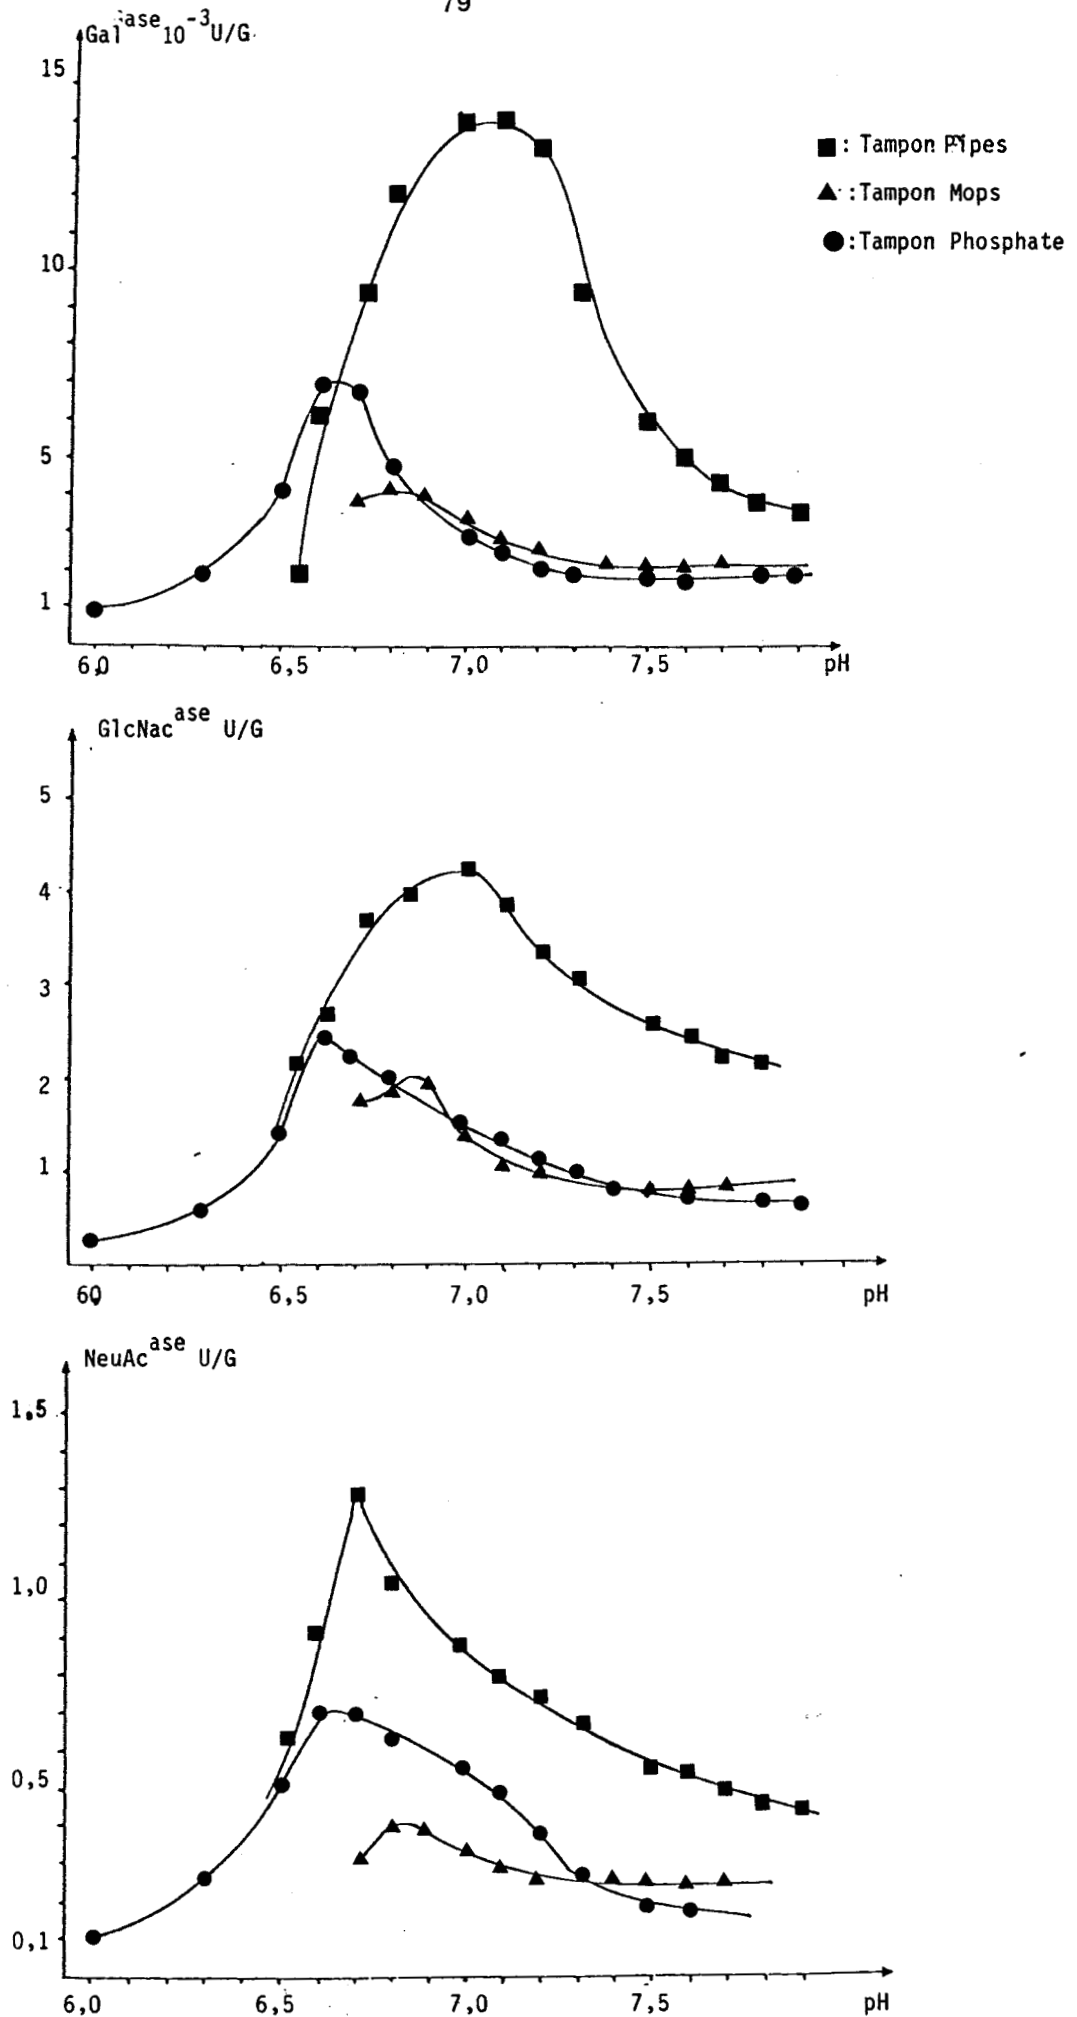 79
Gal ase 10-3 U/G
15
10
5
1
■: Tampon Pipes
▲:Tampon Mops
●:Tampon Phosphate
6,0 6,5 7,0 7,5 pH
GlcNac ase U/G
5
4
3
2
1
60, 6,5 7,0 7,5 pH
NeuAc ase U/G
1,5
1,0
0,5
0,1
6,0 6,5 7,0 7,5 pH